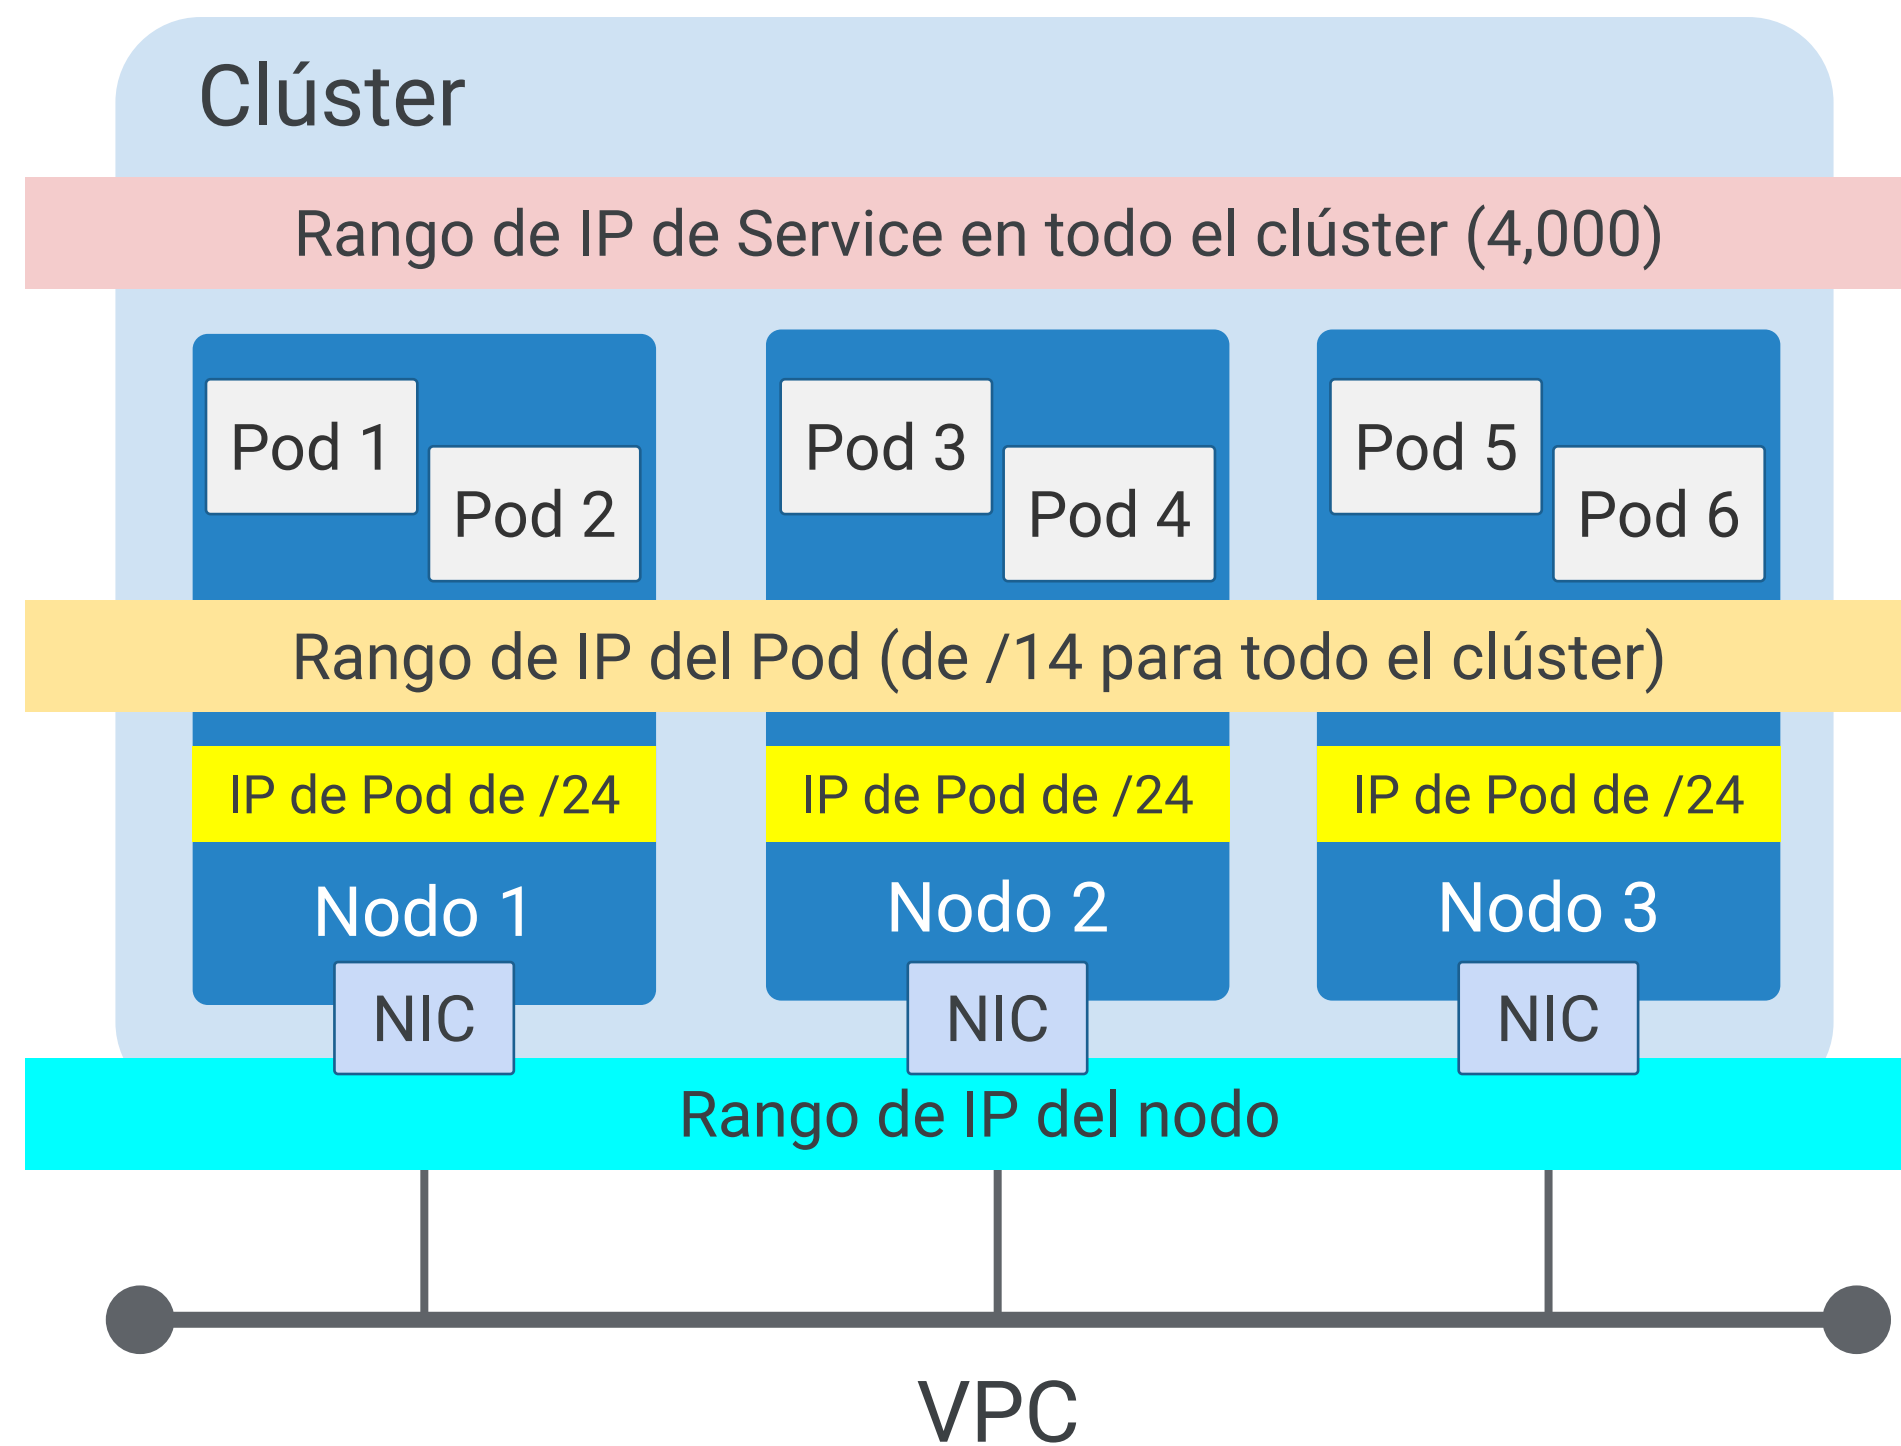 Clúster
Rango de IP de Service en todo el clúster (4,000)
Pod 1
Pod 2
Pod 3
Pod 4
Pod 5
Pod 6
Rango de IP del Pod (de /14 para todo el clúster)
IP de Pod de /24
IP de Pod de /24
IP de Pod de /24
Nodo 1
Nodo 2
Nodo 3
NIC
NIC
NIC
Rango de IP del nodo
VPC